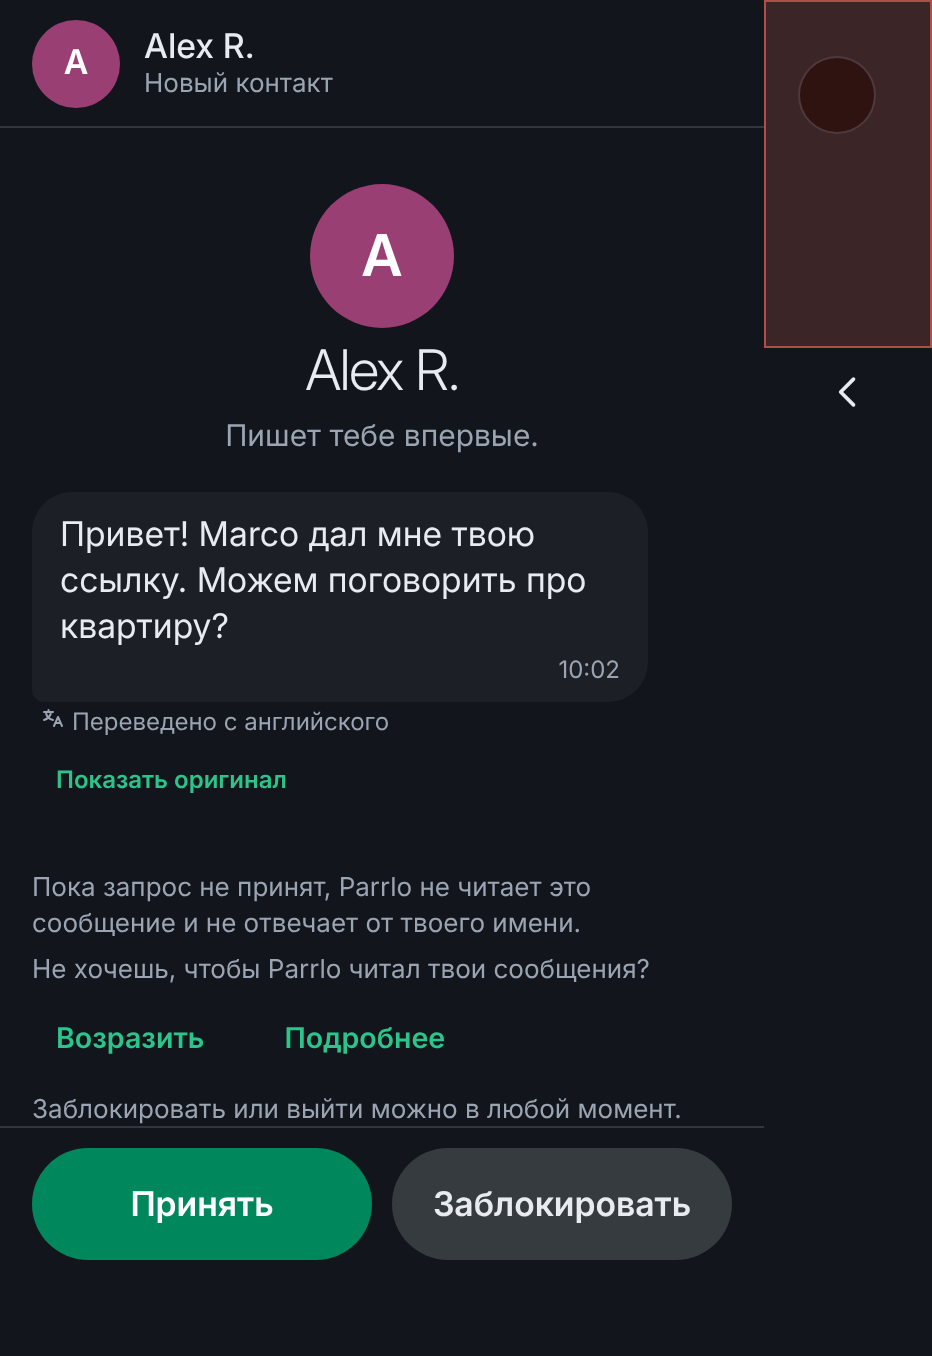 A
Alex R.
Новый контакт
A
Alex R.
Пишет тебе впервые.
Привет! Marco дал мне твою
ссылку. Можем поговорить про
квартиру?
10:02
Переведено с английского
Показать оригинал
Пока запрос не принят, Parrlo не читает это
сообщение и не отвечает от твоего имени.
Не хочешь, чтобы Parrlo читал твои сообщения?
Возразить
Подробнее
Заблокировать или выйти можно в любой момент.
Принять
Заблокировать